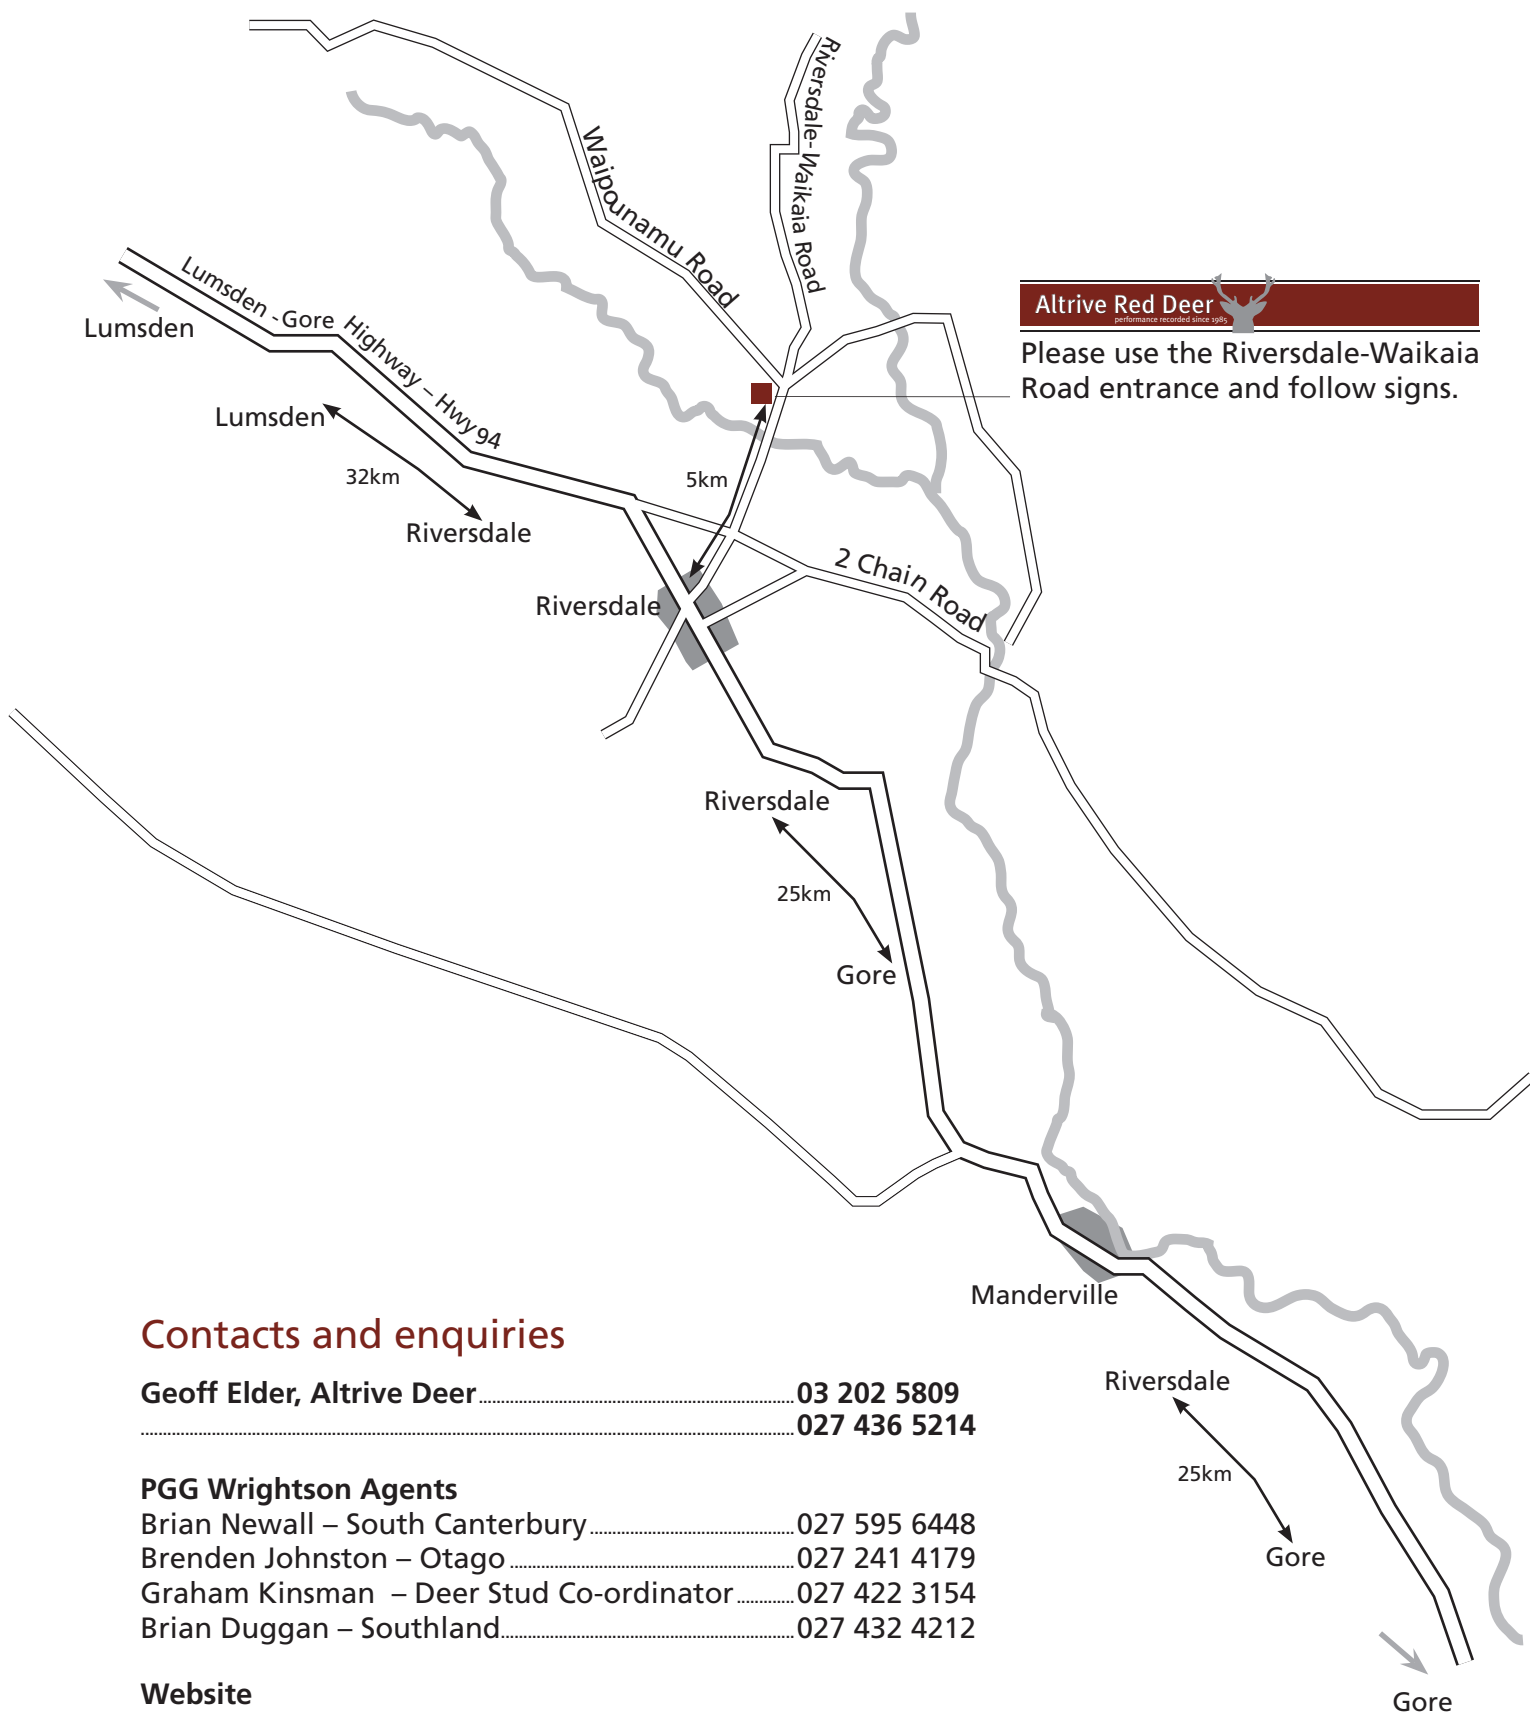 Riversdale-Waikaia Road
Waipounamu Road
Lumsden - Gore Highway – Hwy 94
Lumsden
Altrive Red Deer
performance recorded since 1985
Please use the Riversdale-Waikaia
Road entrance and follow signs.
Lumsden
32km
Riversdale
5km
2 Chain Road
Riversdale
Riversdale
25km
Gore
Manderville
Riversdale
25km
Gore
Gore
Contacts and enquiries
Geoff Elder, Altrive Deer 03 202 5809
027 436 5214
PGG Wrightson Agents
Brian Newall – South Canterbury 027 595 6448
Brenden Johnston – Otago 027 241 4179
Graham Kinsman – Deer Stud Co-ordinator 027 422 3154
Brian Duggan – Southland 027 432 4212
Website